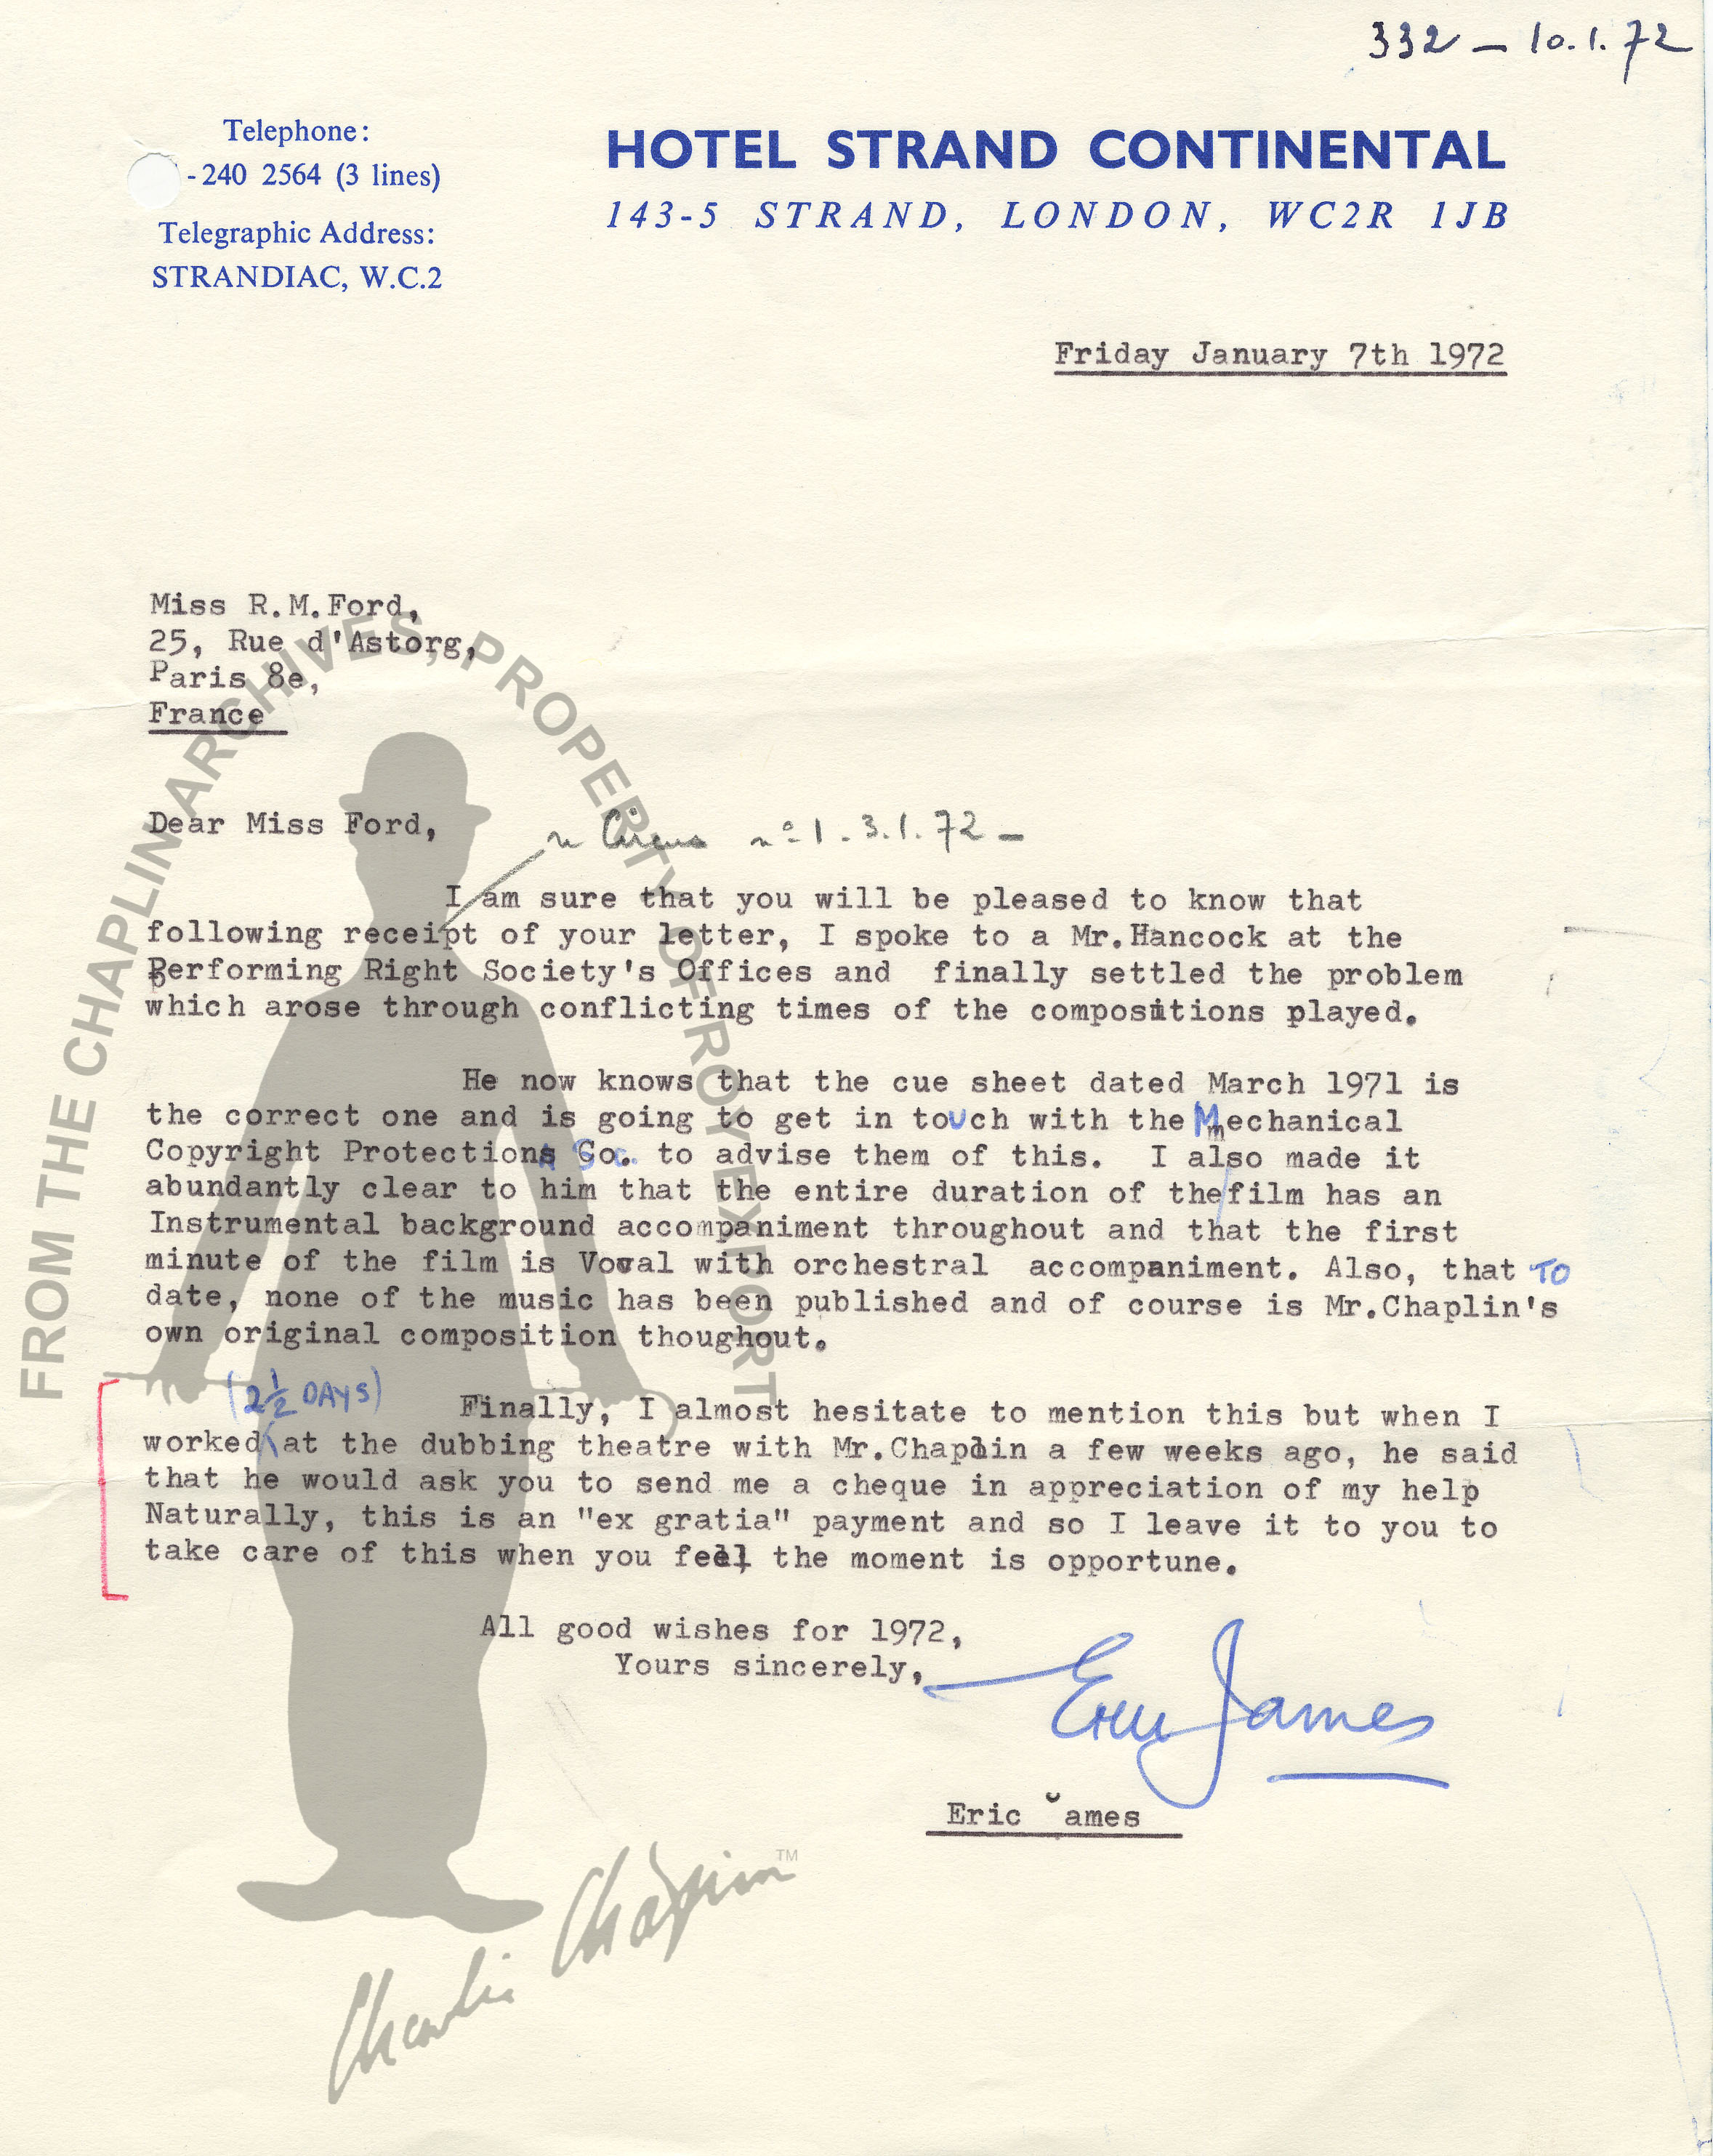 332 — 10.1.72
Telephone:
-240 2564 (3 lines)
Telegraphic Address:
STRANDIAC, W.C.2
HOTEL STRAND CONTINENTAL
143-5 STRAND, LONDON, WC2R 1JB
Friday January 7th 1972
Miss R.M.Ford,
25, Rue d'Astorg,
Paris 8e,
France
Dear Miss Ford,
Circus nº 1 . 3.1.72 —
I am sure that you will be pleased to know that
following receipt of your letter, I spoke to a Mr.Hancock at the
Performing Right Society's Offices and finally settled the problem
which arose through conflicting times of the compositions played.
He now knows that the cue sheet dated March 1971 is
the correct one and is going to get in touch with the Mechanical
Copyright Protection Soc. to advise them of this. I also made it
abundantly clear to him that the entire duration of the/film has an
Instrumental background accompaniment throughout and that the first
minute of the film is Vocal with orchestral accompaniment. Also, that TO
date, none of the music has been published and of course is Mr.Chaplin's
own original composition thoughout.
(2½ DAYS)
Finally, I almost hesitate to mention this but when I
worked at the dubbing theatre with Mr.Chaplin a few weeks ago, he said
that he would ask you to send me a cheque in appreciation of my help
Naturally, this is an "ex gratia" payment and so I leave it to you to
take care of this when you feel the moment is opportune.
All good wishes for 1972,
Yours sincerely,
Eric James
Eric James
FROM THE CHAPLIN ARCHIVES, PROPERTY OF ROY EXPORT
Charlie Chaplin™